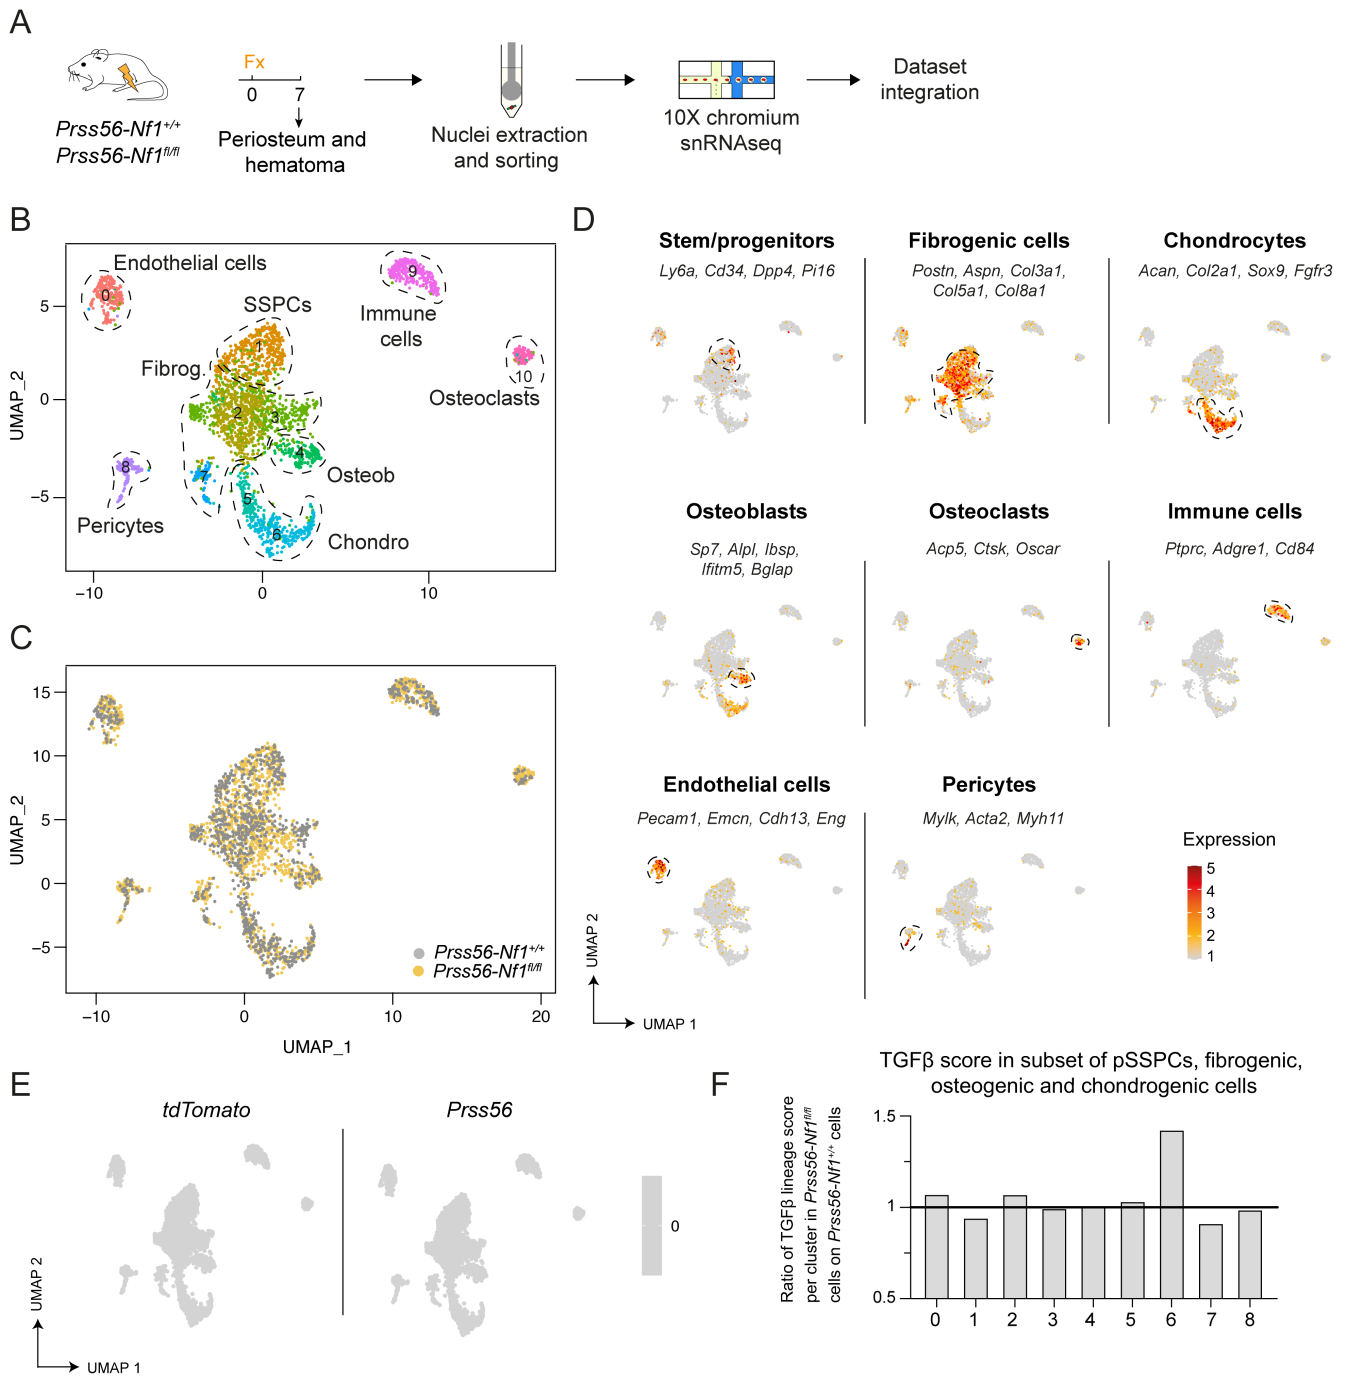 A
Fx
0 7
Prss56-Nf1+/+
Prss56-Nf1fl/fl
Periosteum and
hematoma
Nuclei extraction
and sorting
10X chromium
snRNAseq
Dataset
integration
B
Endothelial cells
SSPCs
Immune
cells
Fibrog.
Osteoclasts
Osteob
Pericytes
Chondro
0
1
2
3
4
5
6
7
8
9
10
5
0
−5
UMAP_2
−10 0 10
C
15
10
5
0
−5
UMAP_2
Prss56-Nf1+/+
Prss56-Nf1fl/fl
−10 0 10 20
UMAP_1
D
Stem/progenitors
Ly6a, Cd34, Dpp4, Pi16
Fibrogenic cells
Postn, Aspn, Col3a1,
Col5a1, Col8a1
Chondrocytes
Acan, Col2a1, Sox9, Fgfr3
Osteoblasts
Sp7, Alpl, Ibsp,
Ifitm5, Bglap
Osteoclasts
Acp5, Ctsk, Oscar
Immune cells
Ptprc, Adgre1, Cd84
Endothelial cells
Pecam1, Emcn, Cdh13, Eng
Pericytes
Mylk, Acta2, Myh11
Expression
5
4
3
2
1
UMAP 2
UMAP 1
E
tdTomato
Prss56
0
UMAP 2
UMAP 1
F
TGFβ score in subset of pSSPCs, fibrogenic,
osteogenic and chondrogenic cells
Ratio of TGFβ lineage score
per cluster in Prss56-Nf1fl/fl
cells on Prss56-Nf1+/+ cells
1.5
1
0.5
0 1 2 3 4 5 6 7 8